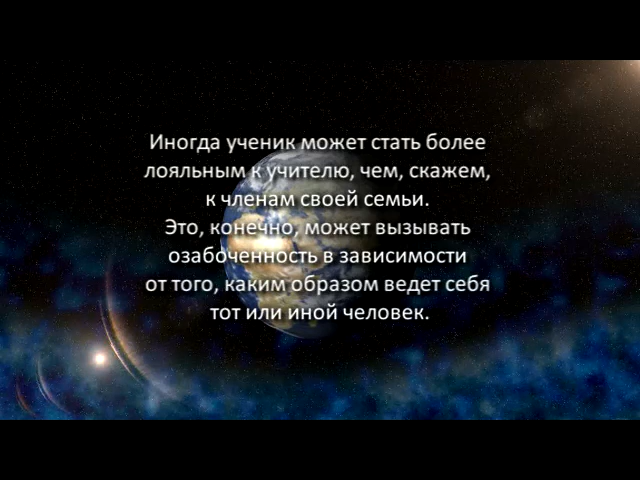 Иногда ученик может стать более
лояльным к учителю, чем, скажем,
к членам своей семьи.
Это, конечно, может вызывать
озабоченность в зависимости
от того, каким образом ведет себя
тот или иной человек.